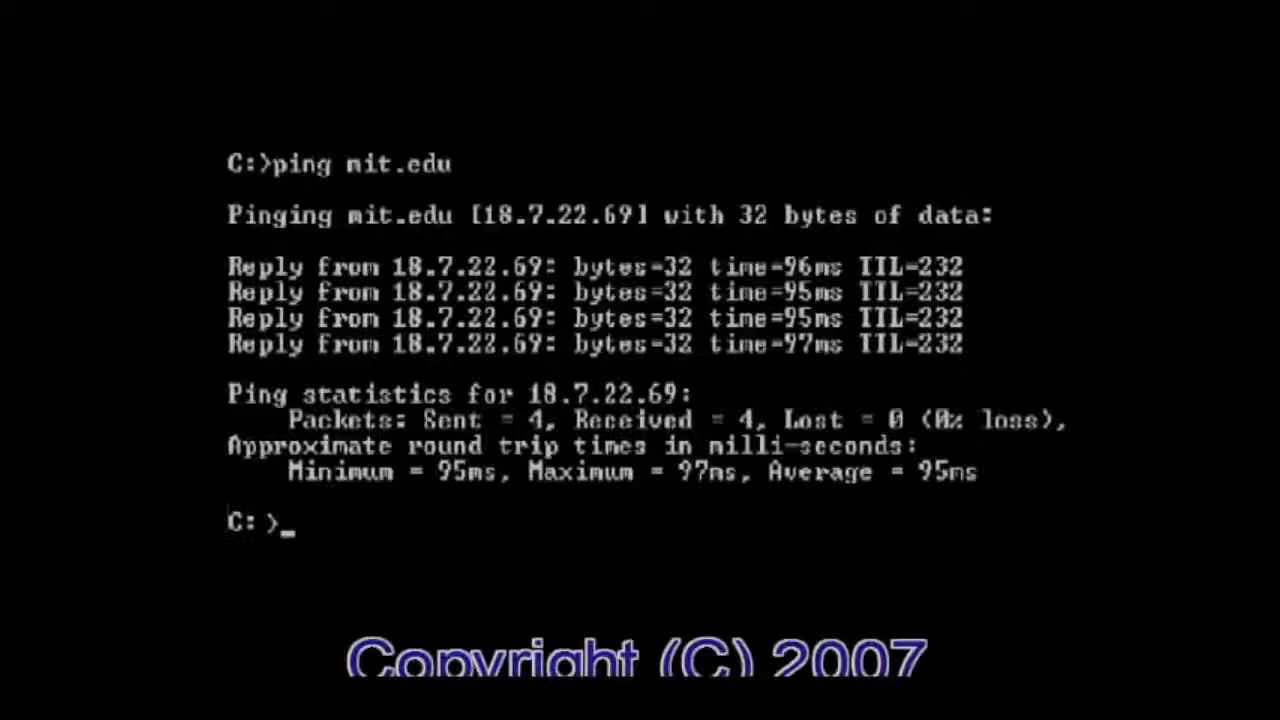 C:>ping mit.edu
Pinging mit.edu [18.7.22.69] with 32 bytes of data:
Reply from 18.7.22.69: bytes=32 time=96ms TTL=232
Reply from 18.7.22.69: bytes=32 time=95ms TTL=232
Reply from 18.7.22.69: bytes=32 time=95ms TTL=232
Reply from 18.7.22.69: bytes=32 time=97ms TTL=232
Ping statistics for 18.7.22.69:
Packets: Sent = 4, Received = 4, Lost = 0 (0% loss),
Approximate round trip times in milli-seconds:
Minimum = 95ms, Maximum = 97ms, Average = 95ms
C: >_
Copyright (C) 2007